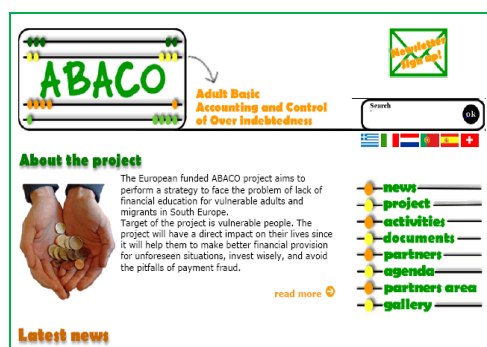 ABACO
Newsletter
sign up!
Adult Basic
Accounting and Control
of Over indebtedness
Search
ok
About the project
The European funded ABACO project aims to
perform a strategy to face the problem of lack of
financial education for vulnerable adults and
migrants in South Europe.
Target of the project is vulnerable people. The
project will have a direct impact on their lives since
it will help them to make better financial provision
for unforeseen situations, invest wisely, and avoid
the pitfalls of payment fraud.
read more
news
project
activities
documents
partners
agenda
partners area
gallery
Latest news